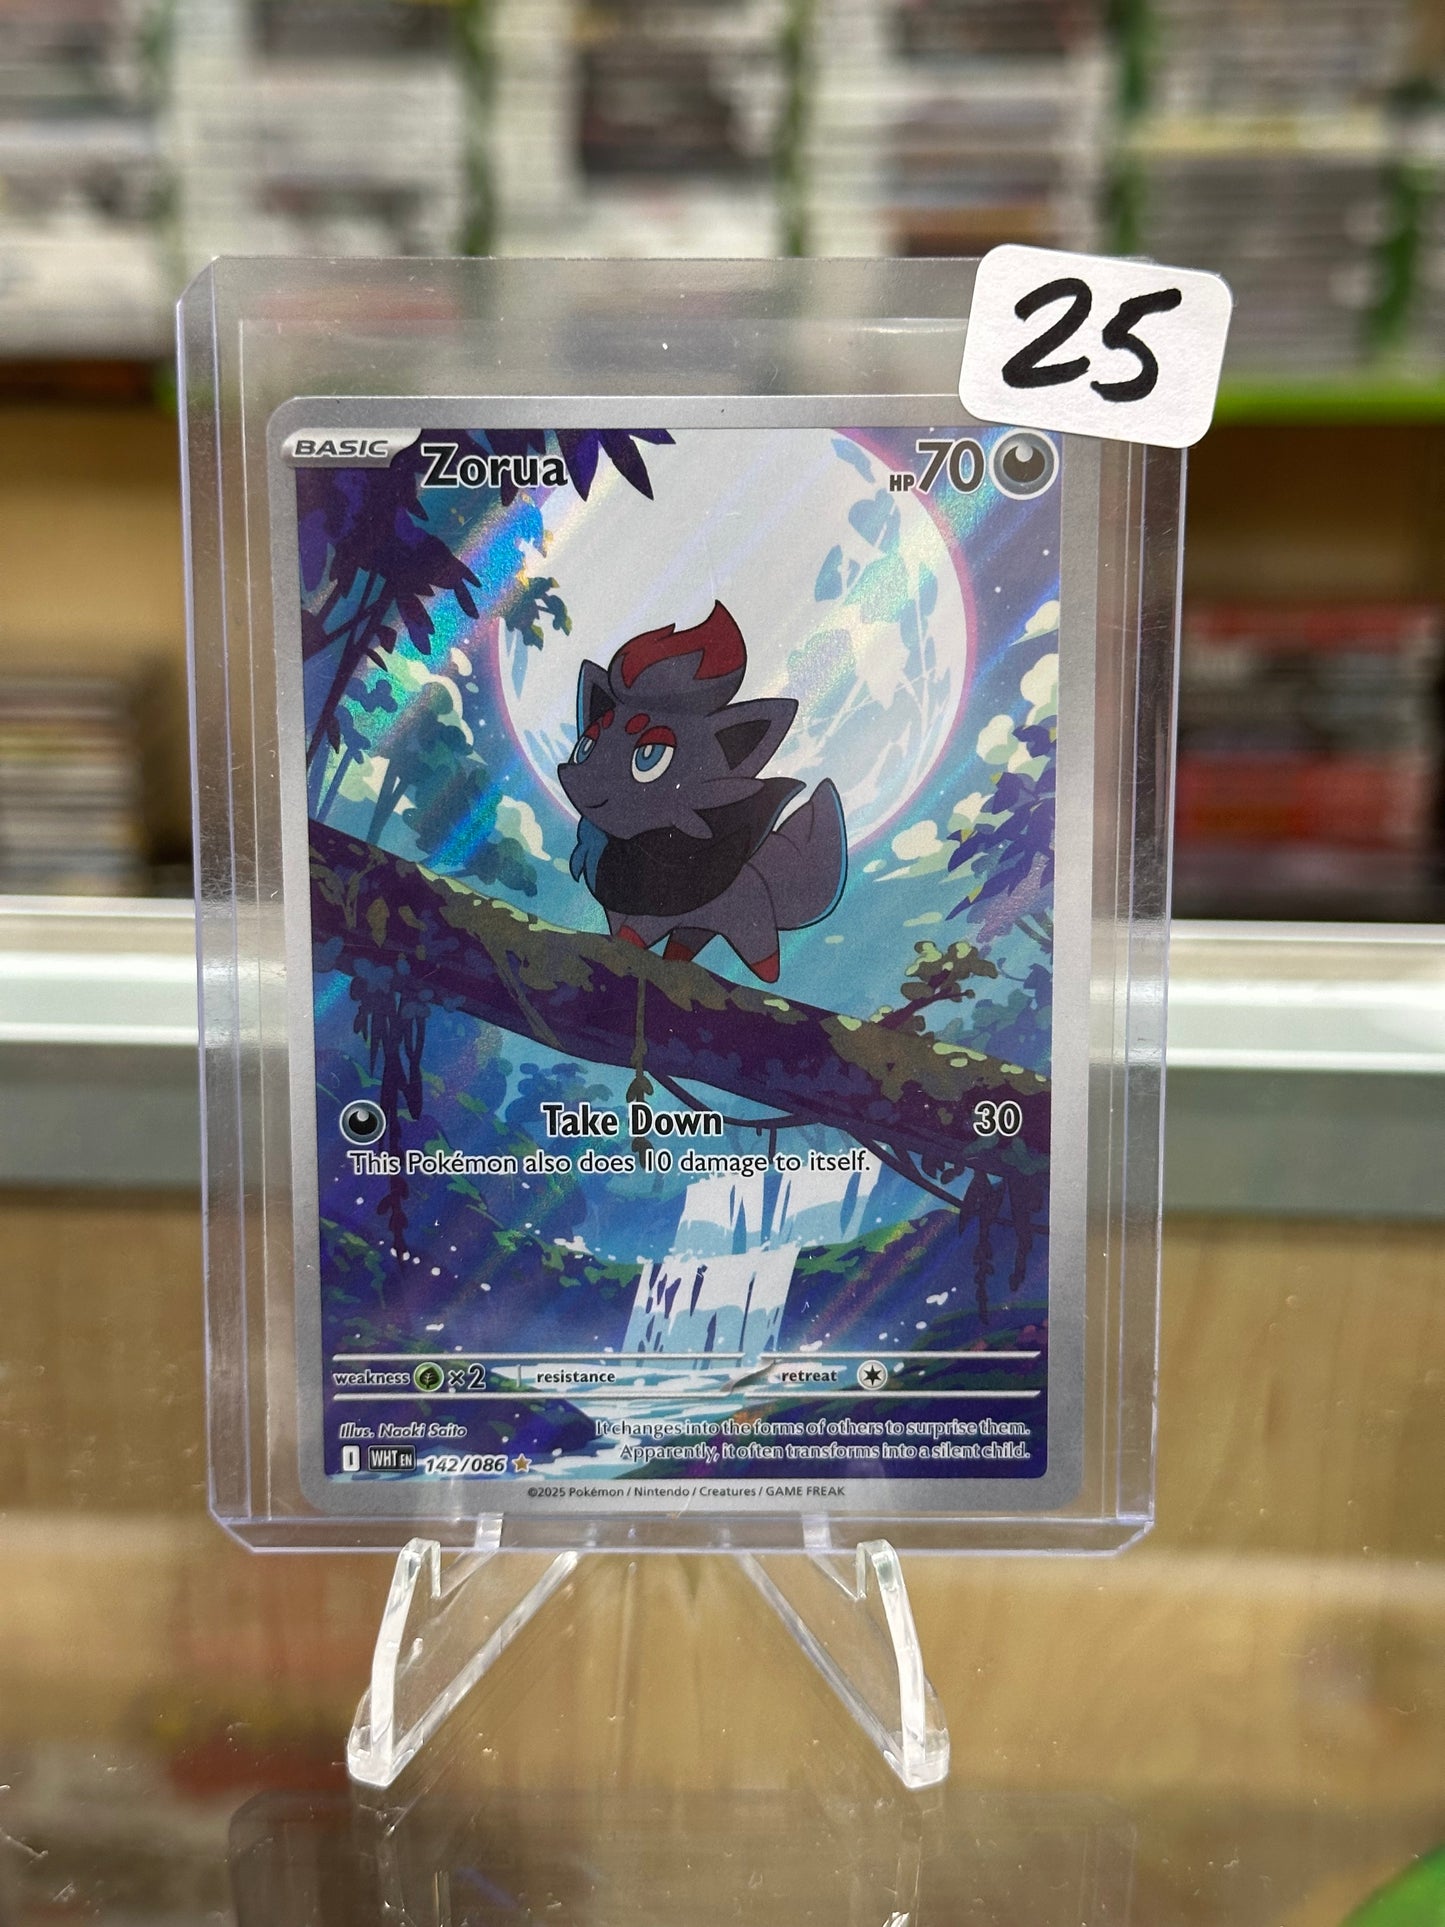 25
BASIC Zorua HP 70
Take Down 30
This Pokémon also does 10 damage to itself.
weakness ×2 resistance retreat
Illus. Naoki Saito
It changes into the forms of others to surprise them.
Apparently, it often transforms into a silent child.
I WHT EN 142/086
©2025 Pokémon / Nintendo / Creatures / GAME FREAK